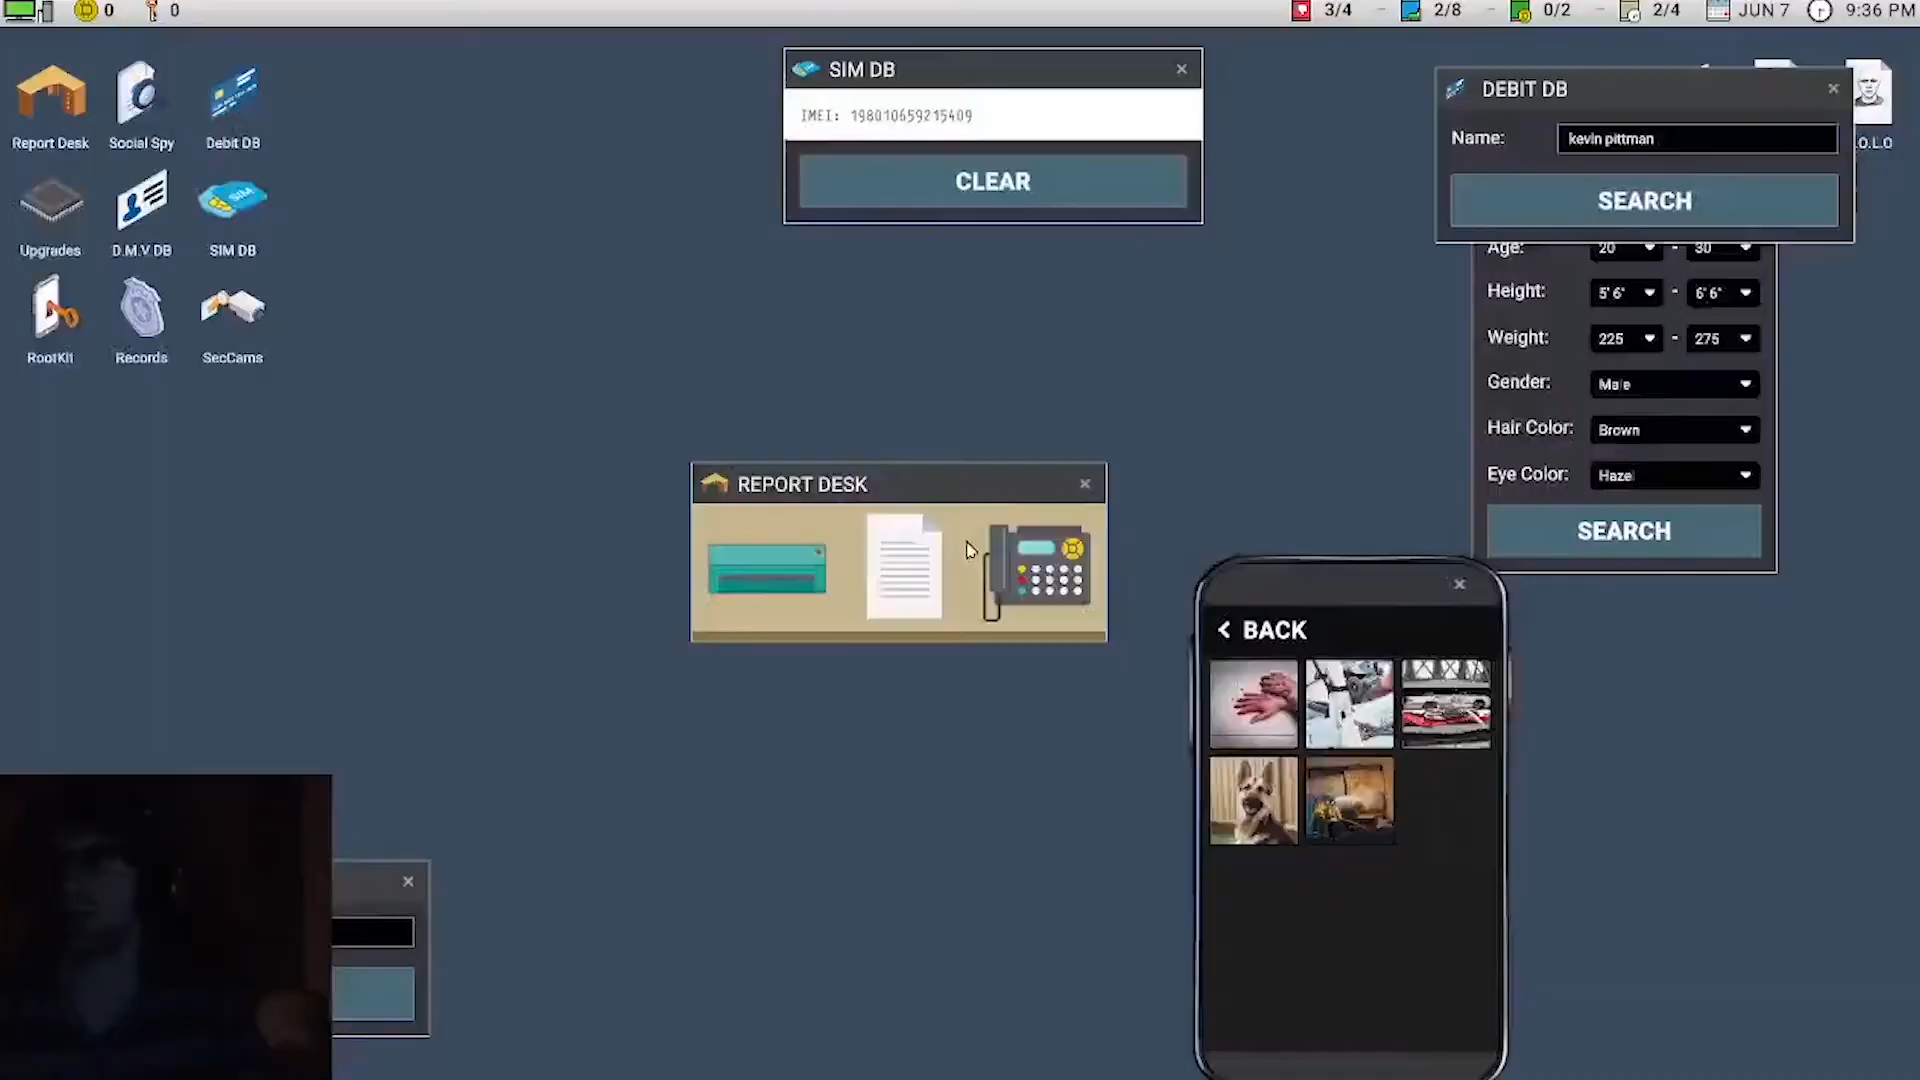 0 0 3/4 - 2/8 - 0/2 - 2/4 JUN 7 9:36 PM
Report Desk Social Spy Debit DB
Upgrades D.M.V DB SIM DB
RootKit Records SecCams
SIM DB
IMEI: 198010659215409
CLEAR
DEBIT DB
Name: kevin pittman
SEARCH
.O.L.O
Age: 20 - 30
Height: 5' 6" - 6' 6"
Weight: 225 - 275
Gender: Male
Hair Color: Brown
Eye Color: Hazel
SEARCH
REPORT DESK
< BACK